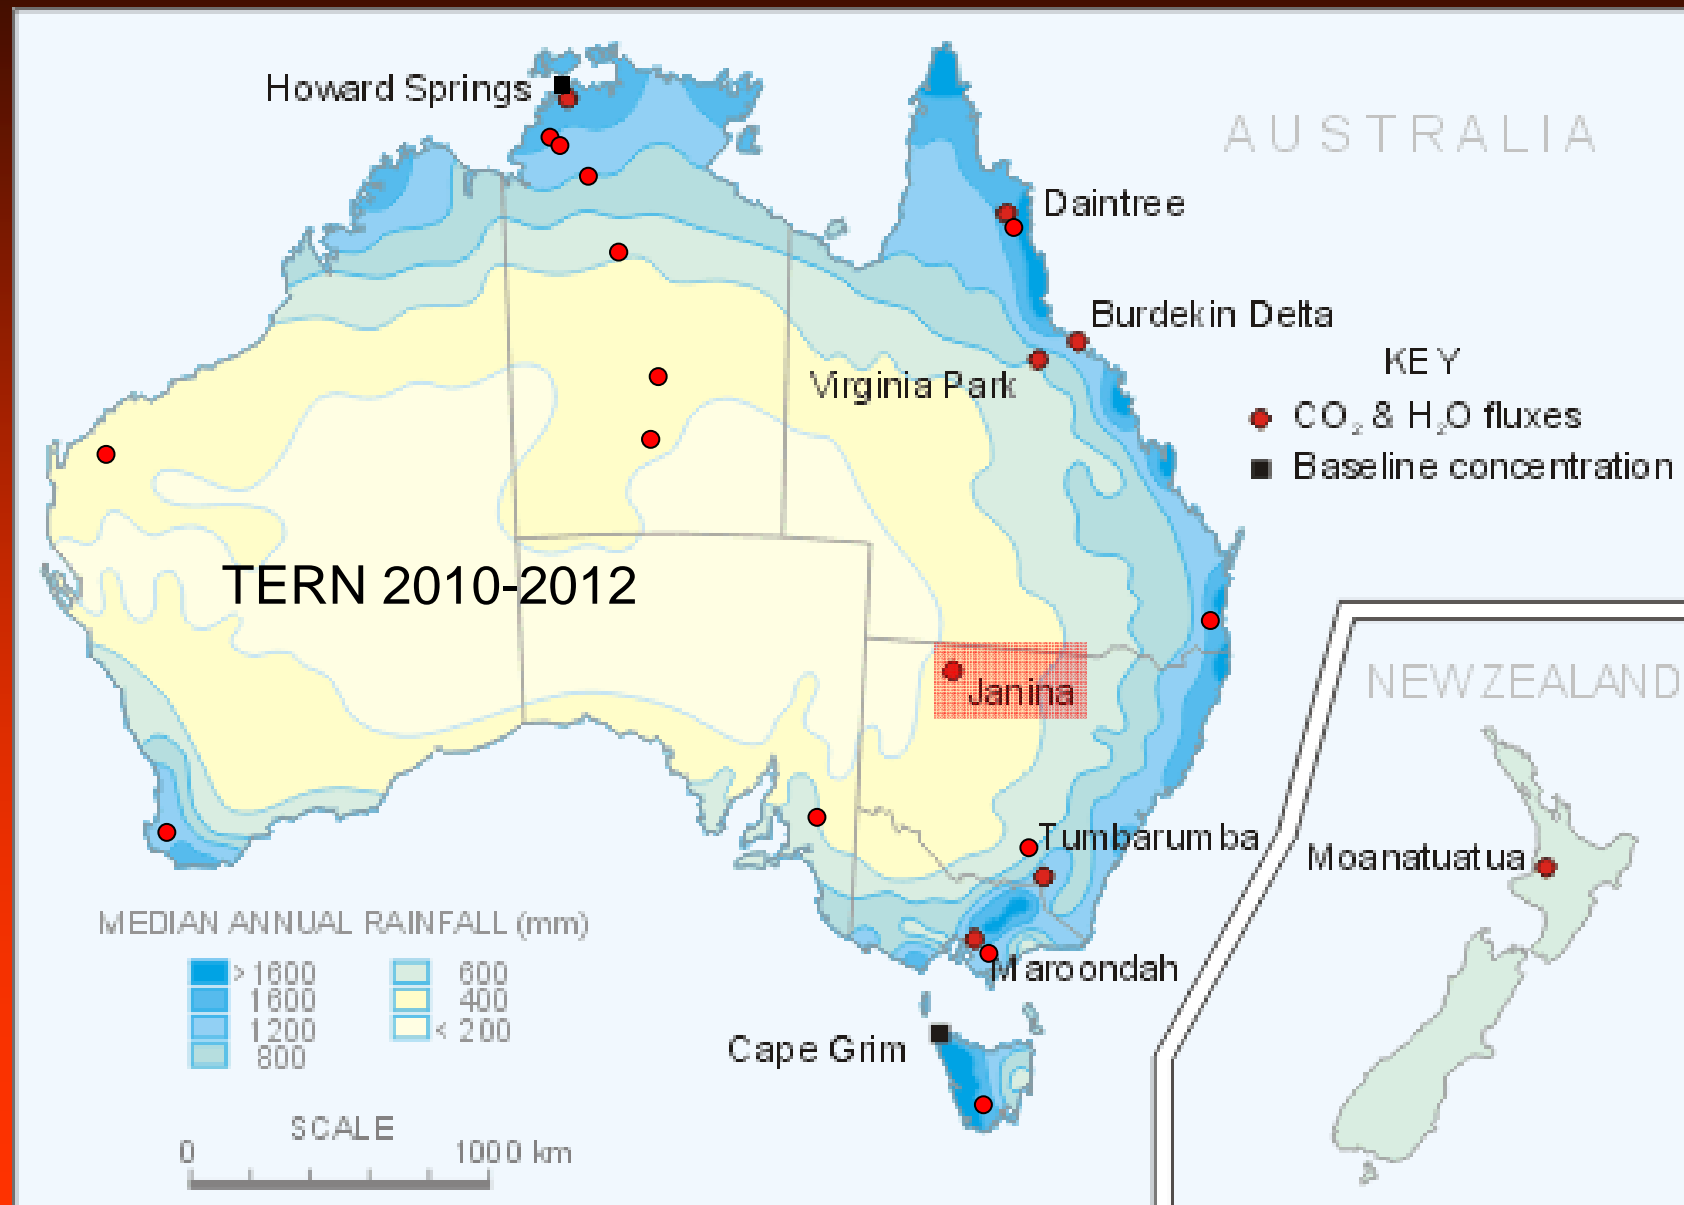 Howard Springs
AUSTRALIA
Daintree
Burdekin Delta
KEY
Virginia Park
CO₂ & H₂O fluxes
Baseline concentration
TERN 2010-2012
Janina
NEW ZEALAND
Tumbarumba
Moanatuatua
MEDIAN ANNUAL RAINFALL (mm)
> 1600 600
1600 400
1200 < 200
800
Maroondah
Cape Grim
SCALE
0 1000 km